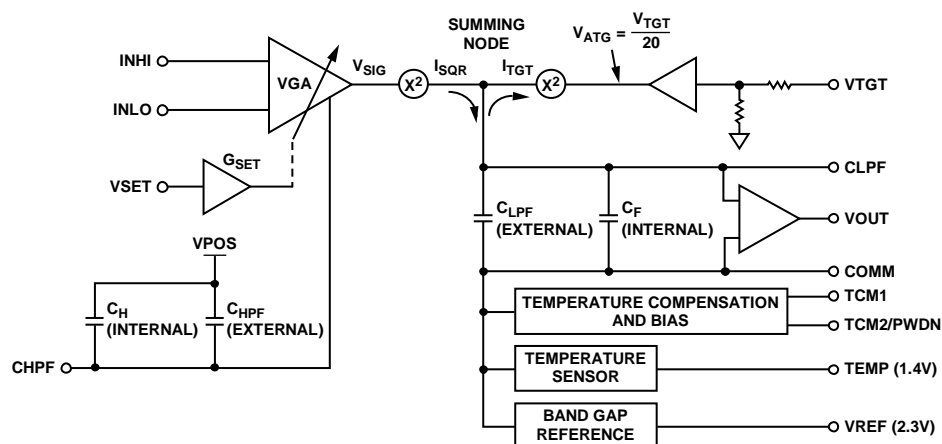 SUMMING
NODE
V_ATG = V_TGT
20
INHI
INLO
VGA
V_SIG
X²
I_SQR
I_TGT
X²
VTGT
G_SET
VSET
CLPF
C_LPF
(EXTERNAL)
C_F
(INTERNAL)
VOUT
VPOS
COMM
C_H
(INTERNAL)
C_HPF
(EXTERNAL)
TEMPERATURE COMPENSATION
AND BIAS
TCM1
TCM2/PWDN
CHPF
TEMPERATURE
SENSOR
TEMP (1.4V)
BAND GAP
REFERENCE
VREF (2.3V)